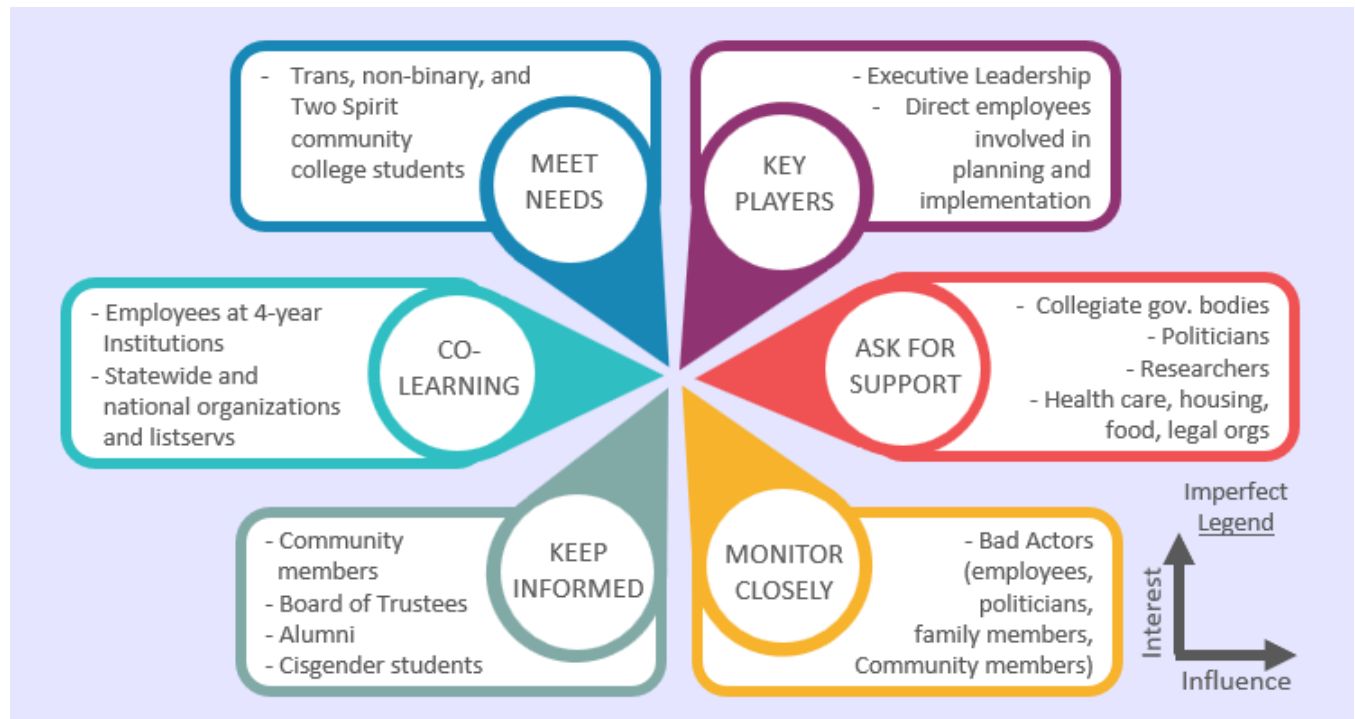 - Trans, non-binary, and
Two Spirit
community
college students
MEET
NEEDS
- Executive Leadership
- Direct employees
involved in
planning and
implementation
KEY
PLAYERS
- Employees at 4-year
Institutions
- Statewide and
national organizations
and listservs
CO-
LEARNING
- Collegiate gov. bodies
- Politicians
- Researchers
- Health care, housing,
food, legal orgs
ASK FOR
SUPPORT
- Community
members
- Board of Trustees
- Alumni
- Cisgender students
KEEP
INFORMED
- Bad Actors
(employees,
politicians,
family members,
Community members)
MONITOR
CLOSELY
Imperfect
Legend
Interest
Influence